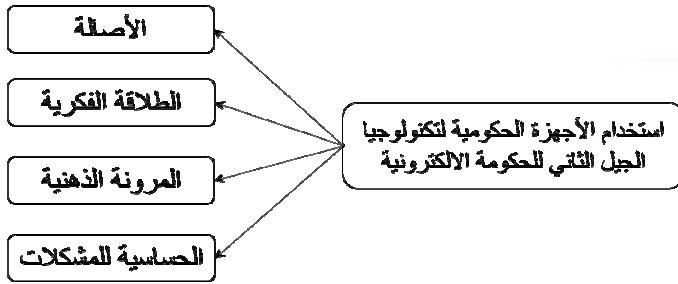 الأصالة
الطلاقة الفكرية
المرونة الذهنية
الحساسية للمشكلات
استخدام الأجهزة الحكومية لتكنولوجيا
الجيل الثاني للحكومة الالكترونية